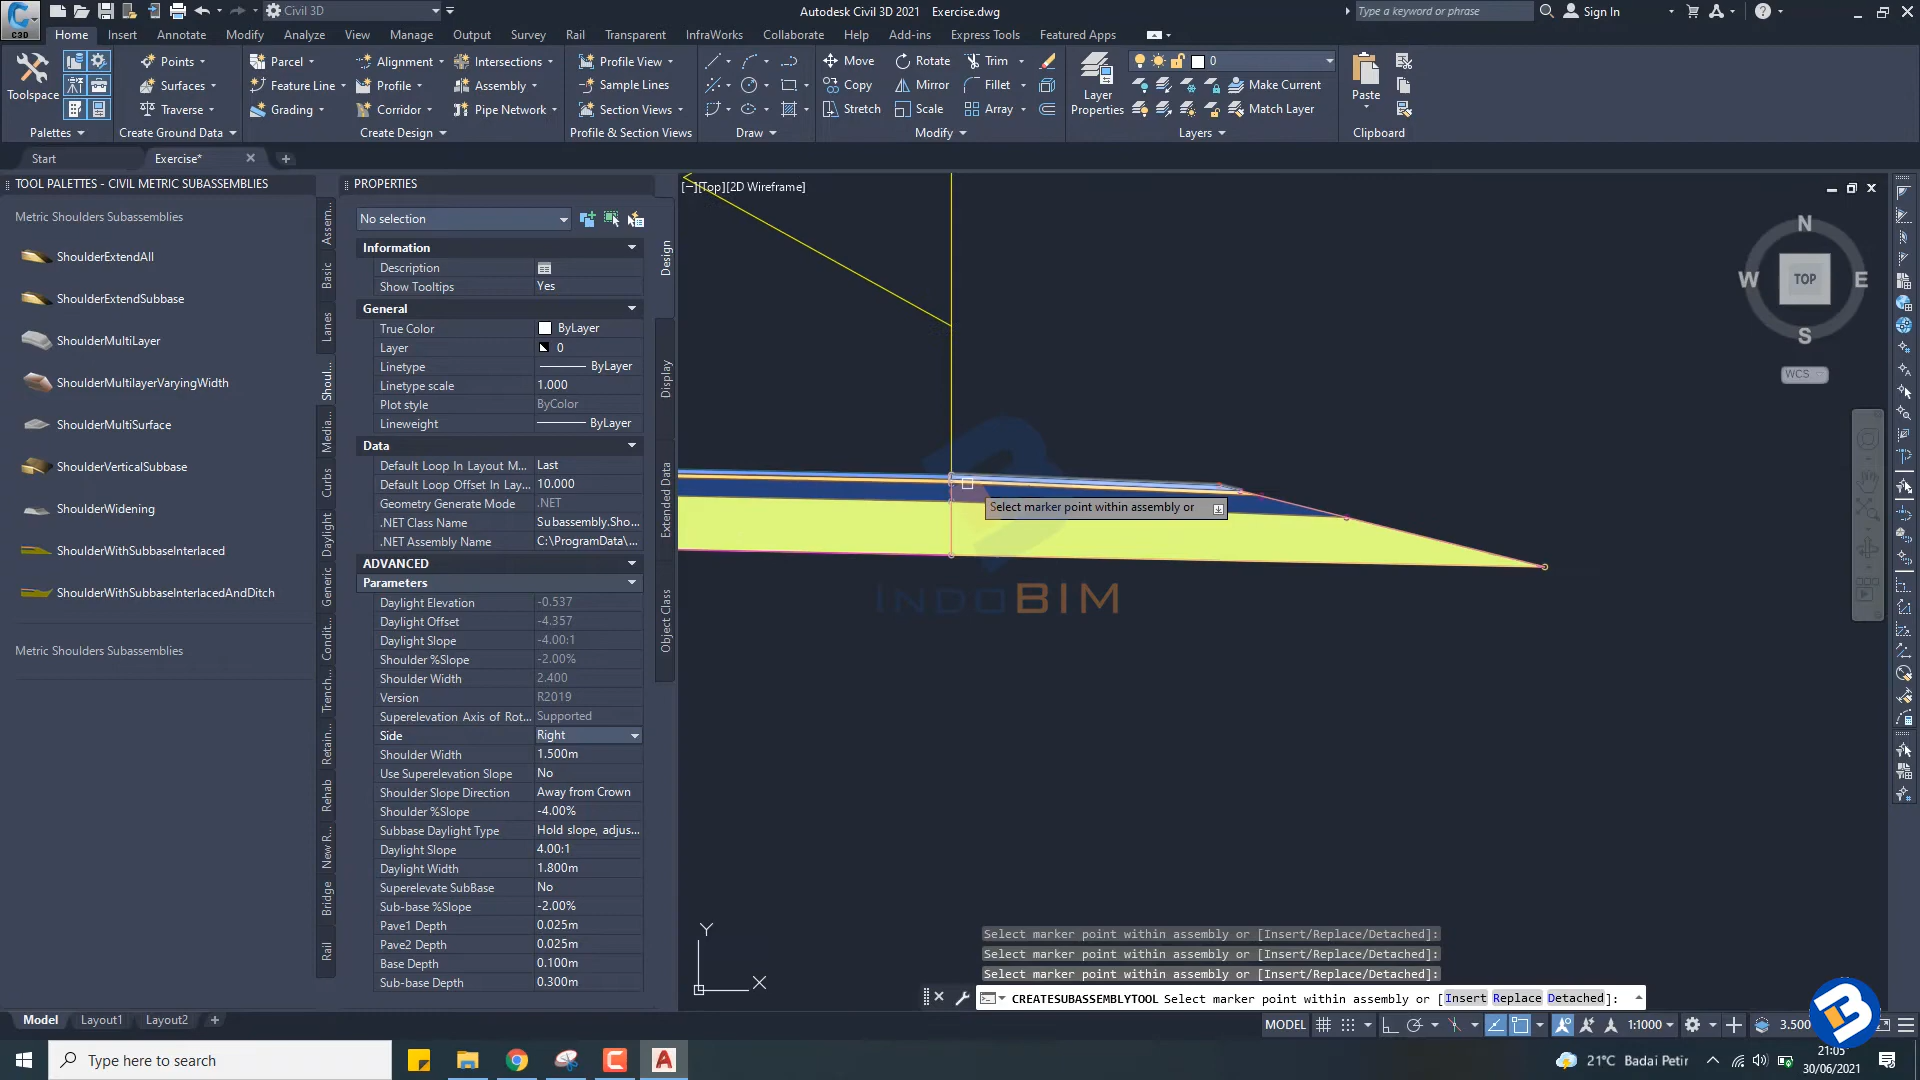 C3D
Civil 3D
Autodesk Civil 3D 2021 Exercise.dwg
Type a keyword or phrase
Sign In
Home Insert Annotate Modify Analyze View Manage Output Survey Rail Transparent InfraWorks Collaborate Help Add-ins Express Tools Featured Apps
Toolspace
Points
Surfaces
Traverse
Parcel
Feature Line
Grading
Alignment
Profile
Corridor
Intersections
Assembly
Pipe Network
Profile View
Sample Lines
Section Views
Move
Copy
Stretch
Rotate
Mirror
Scale
Trim
Fillet
Array
Layer
Properties
0
Make Current
Match Layer
Paste
Palettes
Create Ground Data
Create Design
Profile & Section Views
Draw
Modify
Layers
Clipboard
Start
Exercise*
TOOL PALETTES - CIVIL METRIC SUBASSEMBLIES
Metric Shoulders Subassemblies
ShoulderExtendAll
ShoulderExtendSubbase
ShoulderMultiLayer
ShoulderMultilayerVaryingWidth
ShoulderMultiSurface
ShoulderVerticalSubbase
ShoulderWidening
ShoulderWithSubbaseInterlaced
ShoulderWithSubbaseInterlacedAndDitch
Metric Shoulders Subassemblies
Assem...
Basic
Lanes
Shoul...
Media...
Curbs
Daylight
Generic
Condit...
Trench...
Retain...
Rehab
New R...
Bridge
Rail
PROPERTIES
No selection
Information
Description
Show Tooltips Yes
General
True Color ByLayer
Layer 0
Linetype ByLayer
Linetype scale 1.000
Plot style ByColor
Lineweight ByLayer
Data
Default Loop In Layout M... Last
Default Loop Offset In Lay... 10.000
Geometry Generate Mode .NET
.NET Class Name Subassembly.Sho...
.NET Assembly Name C:\ProgramData\...
ADVANCED
Parameters
Daylight Elevation -0.537
Daylight Offset -4.357
Daylight Slope -4.00:1
Shoulder %Slope -2.00%
Shoulder Width 2.400
Version R2019
Superelevation Axis of Rot... Supported
Side Right
Shoulder Width 1.500m
Use Superelevation Slope No
Shoulder Slope Direction Away from Crown
Shoulder %Slope -4.00%
Subbase Daylight Type Hold slope, adjus...
Daylight Slope 4.00:1
Daylight Width 1.800m
Superelevate SubBase No
Sub-base %Slope -2.00%
Pave1 Depth 0.025m
Pave2 Depth 0.025m
Base Depth 0.100m
Sub-base Depth 0.300m
Design
Display
Extended Data
Object Class
[−][Top][2D Wireframe]
N
W TOP E
S
WCS
Select marker point within assembly or
INDOBIM
Y
X
Select marker point within assembly or [Insert/Replace/Detached]:
Select marker point within assembly or [Insert/Replace/Detached]:
Select marker point within assembly or [Insert/Replace/Detached]:
CREATESUBASSEMBLYTOOL Select marker point within assembly or [Insert Replace Detached]:
Model Layout1 Layout2
MODEL
1:1000
3.500
Type here to search
21°C Badai Petir
21:05
30/06/2021